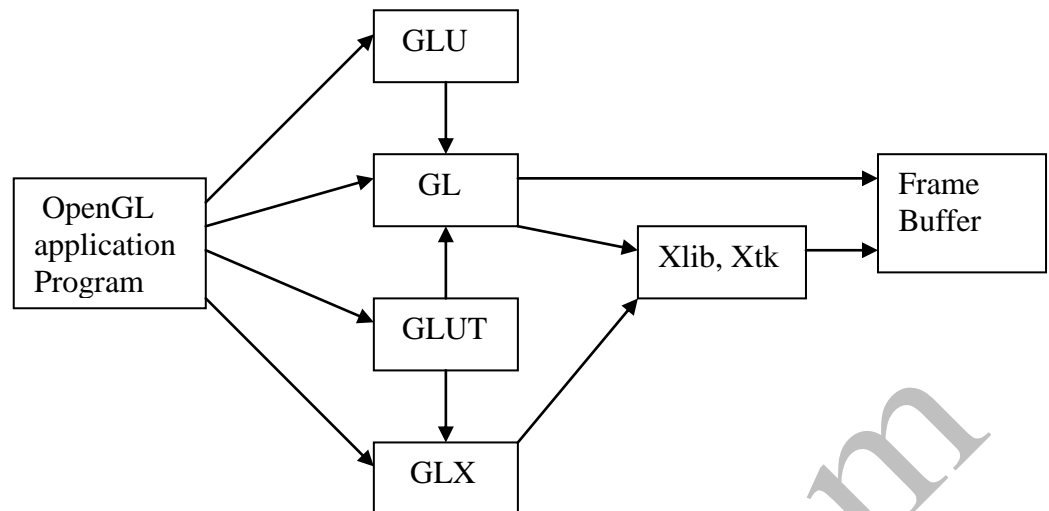 GLU
GL
Frame
Buffer
OpenGL
application
Program
Xlib, Xtk
GLUT
GLX
m